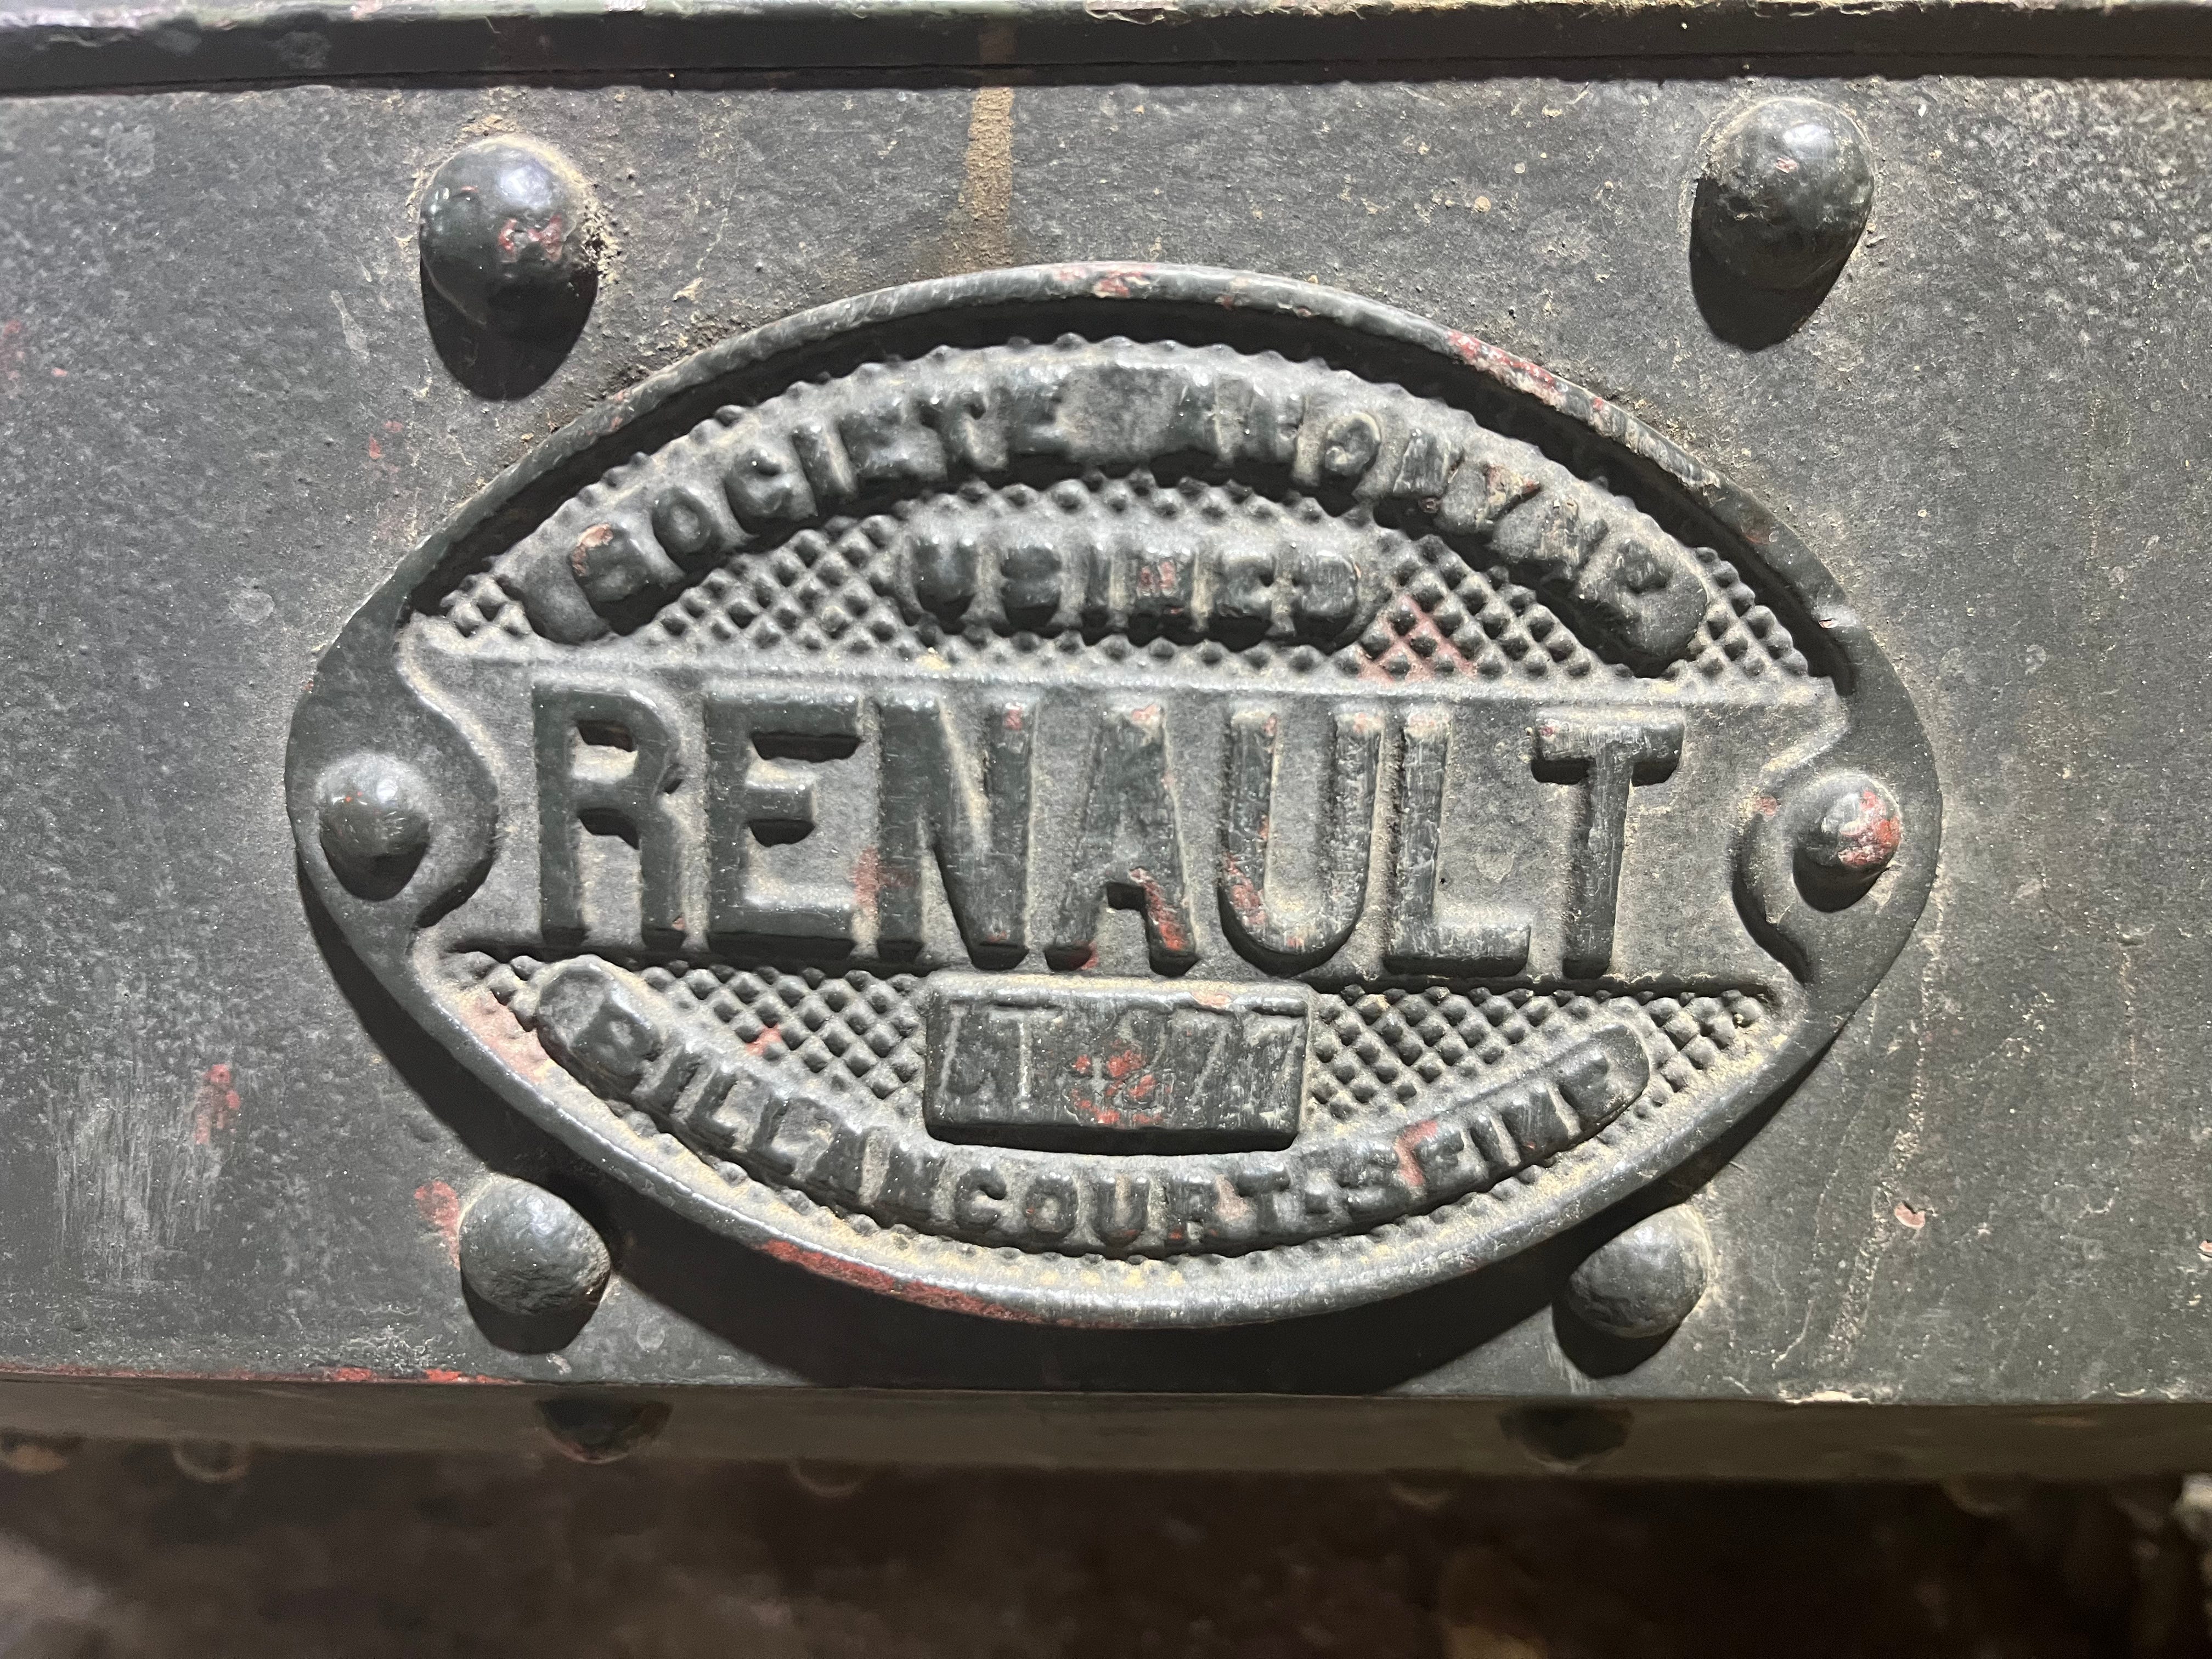 SOCIETE ANONYME
USINES
RENAULT
BILLANCOURT-SEINE